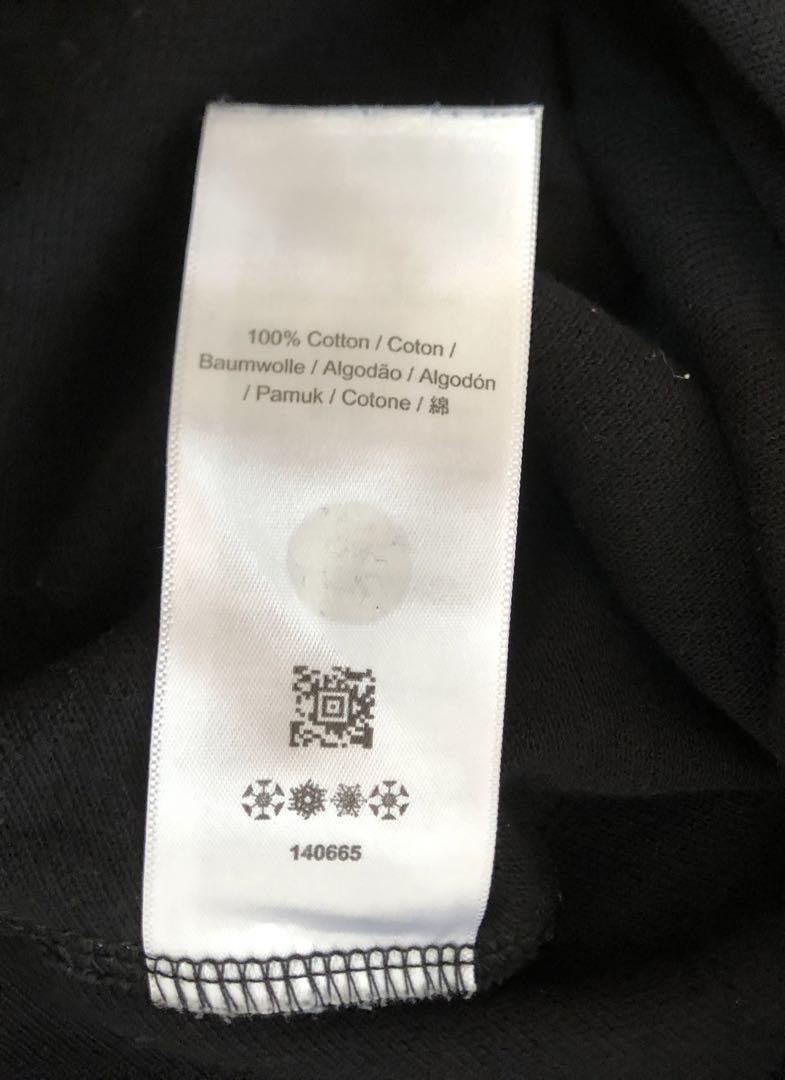 100% Cotton / Coton /
Baumwolle / Algodão / Algodón
/ Pamuk / Cotone / 綿
140665